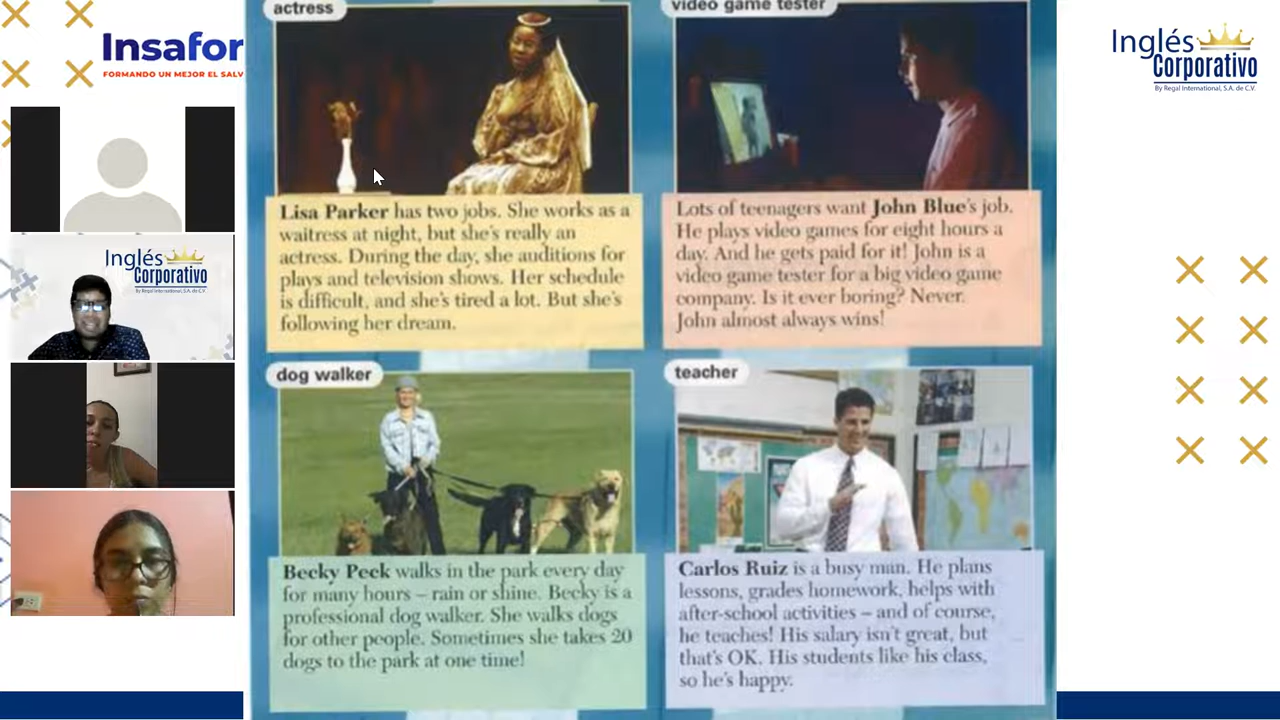 Insafor
FORMANDO UN MEJOR EL SALV
Inglés
Corporativo
By Regal International, S.A. de C.V.
Inglés
Corporativo
By Regal International, S.A. de C.V.
actress
Lisa Parker has two jobs. She works as a
waitress at night, but she's really an
actress. During the day, she auditions for
plays and television shows. Her schedule
is difficult, and she's tired a lot. But she's
following her dream.
video game tester
Lots of teenagers want John Blue's job.
He plays video games for eight hours a
day. And he gets paid for it! John is a
video game tester for a big video game
company. Is it ever boring? Never.
John almost always wins!
dog walker
Becky Peck walks in the park every day
for many hours – rain or shine. Becky is a
professional dog walker. She walks dogs
for other people. Sometimes she takes 20
dogs to the park at one time!
teacher
Carlos Ruiz is a busy man. He plans
lessons, grades homework, helps with
after-school activities – and of course,
he teaches! His salary isn't great, but
that's OK. His students like his class,
so he's happy.